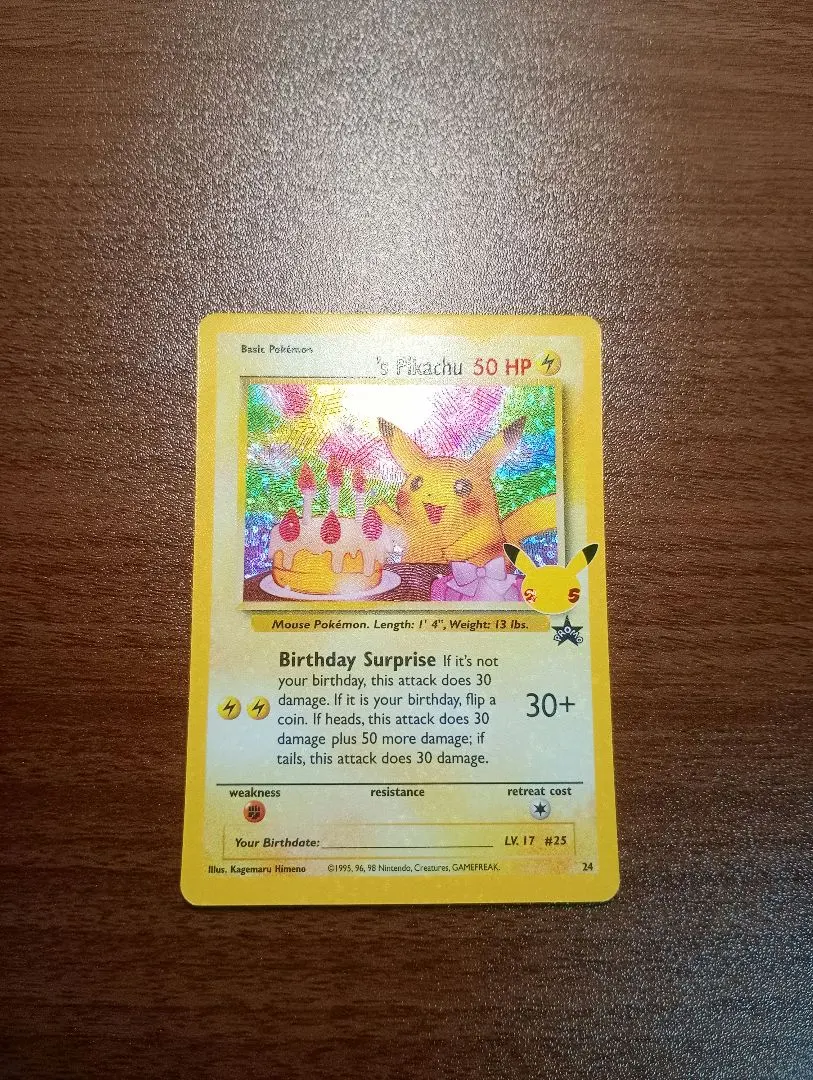 Basic Pokémon
's Pikachu 50 HP
Mouse Pokémon. Length: 1' 4", Weight: 13 lbs.
PROMO
Birthday Surprise If it's not
your birthday, this attack does 30
damage. If it is your birthday, flip a
coin. If heads, this attack does 30
damage plus 50 more damage; if
tails, this attack does 30 damage.
30+
weakness resistance retreat cost
Your Birthdate: LV. 17 #25
Illus. Kagemaru Himeno ©1995, 96, 98 Nintendo, Creatures, GAMEFREAK. 24